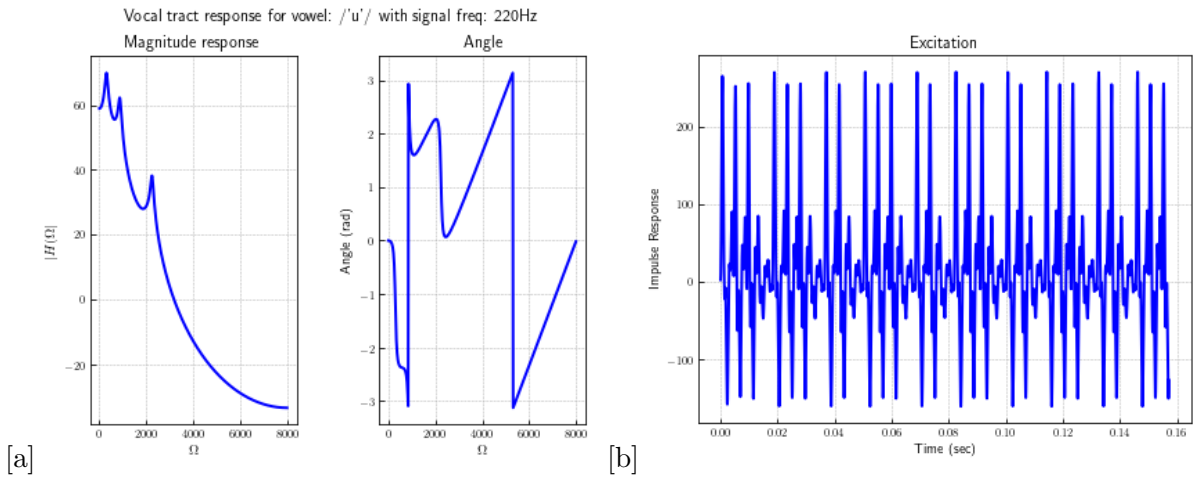 Vocal tract response for vowel: /'u'/ with signal freq: 220Hz
Magnitude response
60
40
20
0
−20
|H(Ω|
0 2000 4000 6000 8000
Ω
Angle
3
2
1
0
−1
−2
−3
Angle (rad)
0 2000 4000 6000 8000
Ω
[a]
Excitation
200
100
0
−100
Impulse Response
0.00 0.02 0.04 0.06 0.08 0.10 0.12 0.14 0.16
Time (sec)
[b]